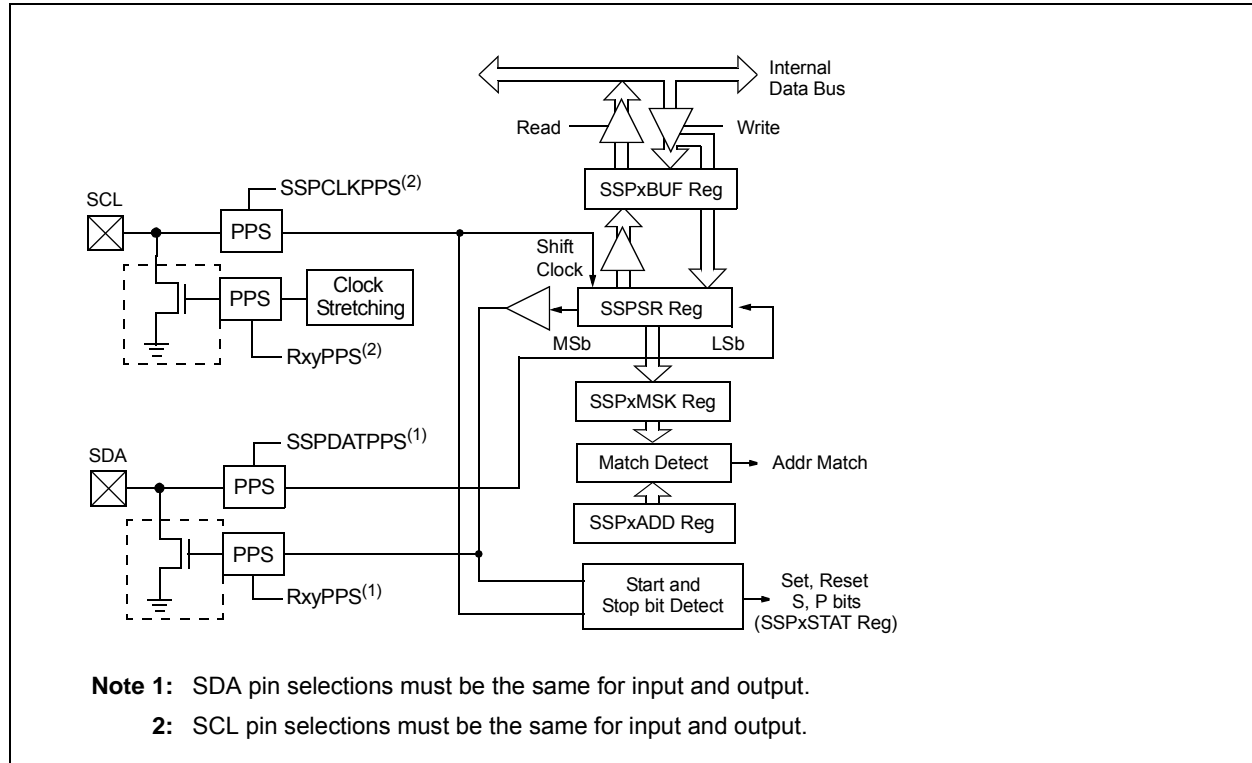 Internal
Data Bus
Read
Write
SSPxBUF Reg
SSPCLKPPS(2)
SCL
PPS
Shift
Clock
PPS
Clock
Stretching
SSPSR Reg
MSb
LSb
RxyPPS(2)
SSPxMSK Reg
SSPDATPPS(1)
SDA
PPS
Match Detect
Addr Match
SSPxADD Reg
PPS
RxyPPS(1)
Start and
Stop bit Detect
Set, Reset
S, P bits
(SSPxSTAT Reg)
Note 1: SDA pin selections must be the same for input and output.
2: SCL pin selections must be the same for input and output.